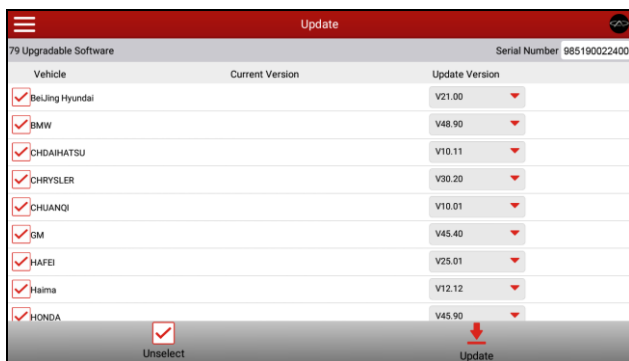 Update
79 Upgradable Software Serial Number 985190022400
Vehicle Current Version Update Version
BeiJing Hyundai V21.00
BMW V48.90
CHDAIHATSU V10.11
CHRYSLER V30.20
CHUANQI V10.01
GM V45.40
HAFEI V25.01
Haima V12.12
HONDA V45.90
Unselect Update